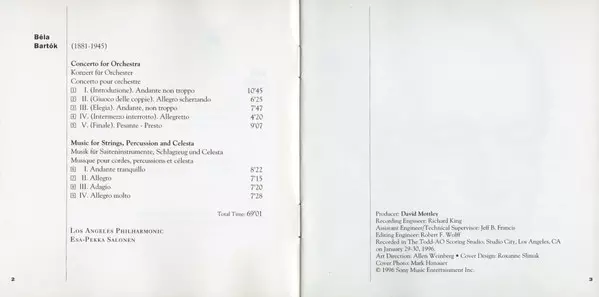 Béla
Bartók (1881-1945)
Concerto for Orchestra
Konzert für Orchester
Concerto pour orchestre
1 I. (Introduzione). Andante non troppo 10'45
2 II. (Giuoco delle coppie). Allegro scherzando 6'25
3 III. (Elegia). Andante, non troppo 7'47
4 IV. (Intermezzo interrotto). Allegretto 4'20
5 V. (Finale). Pesante - Presto 9'07
Music for Strings, Percussion and Celesta
Musik für Saiteninstrumente, Schlagzeug und Celesta
Musique pour cordes, percussions et célesta
6 I. Andante tranquillo 8'22
7 II. Allegro 7'15
8 III. Adagio 7'20
9 IV. Allegro molto 7'28
Total Time: 69'01
Los Angeles Philharmonic
Esa-Pekka Salonen
2
Producer: David Mottley
Recording Engineer: Richard King
Assistant Engineer/Technical Supervisor: Jeff B. Francis
Editing Engineer: Robert F. Wolff
Recorded in The Todd-AO Scoring Studio, Studio City, Los Angeles, CA
on January 29-30, 1996.
Art Direction: Allen Weinberg • Cover Design: Roxanne Slimak
Cover Photo: Mark Hanauer
© 1996 Sony Music Entertainment Inc.
3